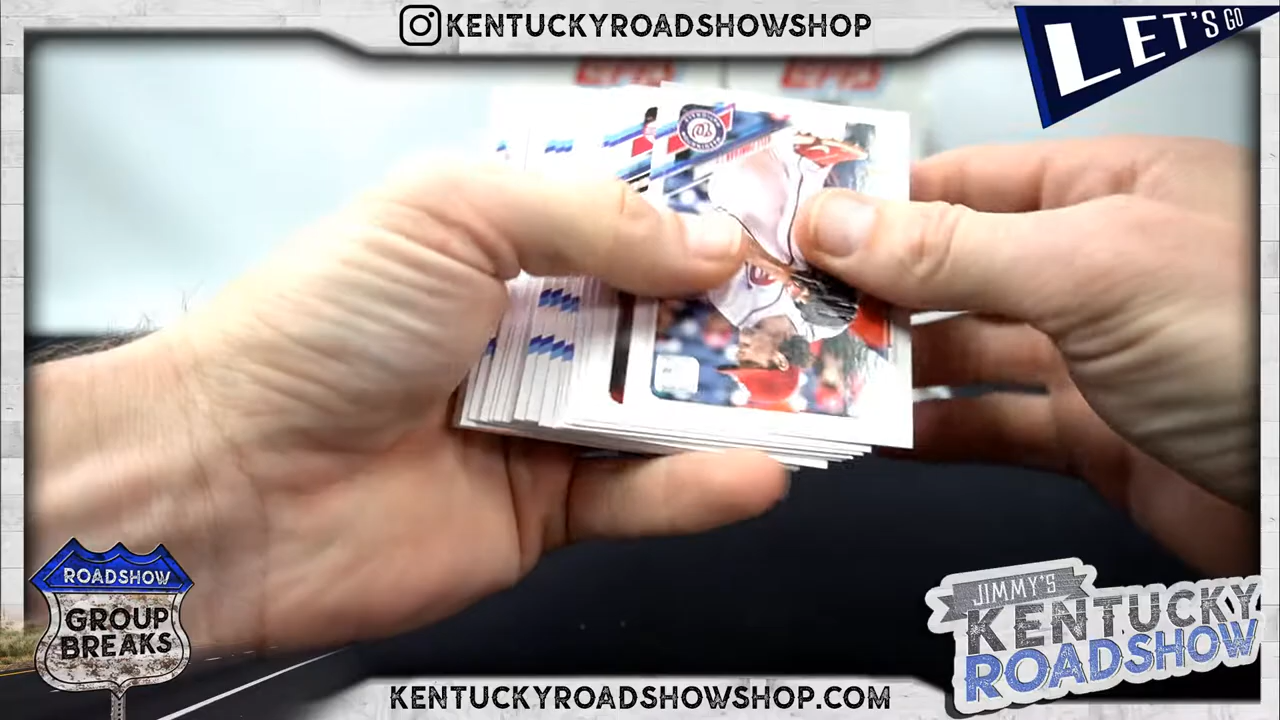 KENTUCKYROADSHOWSHOP
LET'S GO
ROADSHOW
GROUP
BREAKS
JIMMY'S
KENTUCKY
ROADSHOW
KENTUCKYROADSHOWSHOP.COM